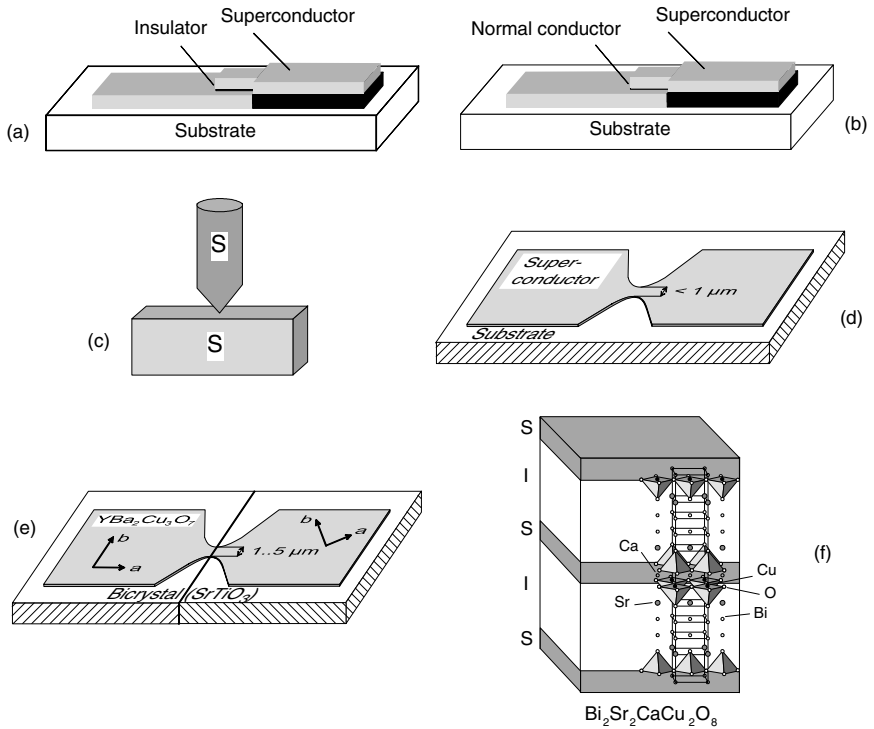 Insulator
Superconductor
Substrate
(a)
Normal conductor
Superconductor
Substrate
(b)
S
S
(c)
Super-
conductor
< 1 µm
Substrate
(d)
(e)
YBa2Cu3O7
b
a
b
a
1..5 µm
Bicrystal (SrTiO3)
S
I
S
I
S
Ca
Sr
Cu
O
Bi
(f)
Bi2Sr2CaCu2O8